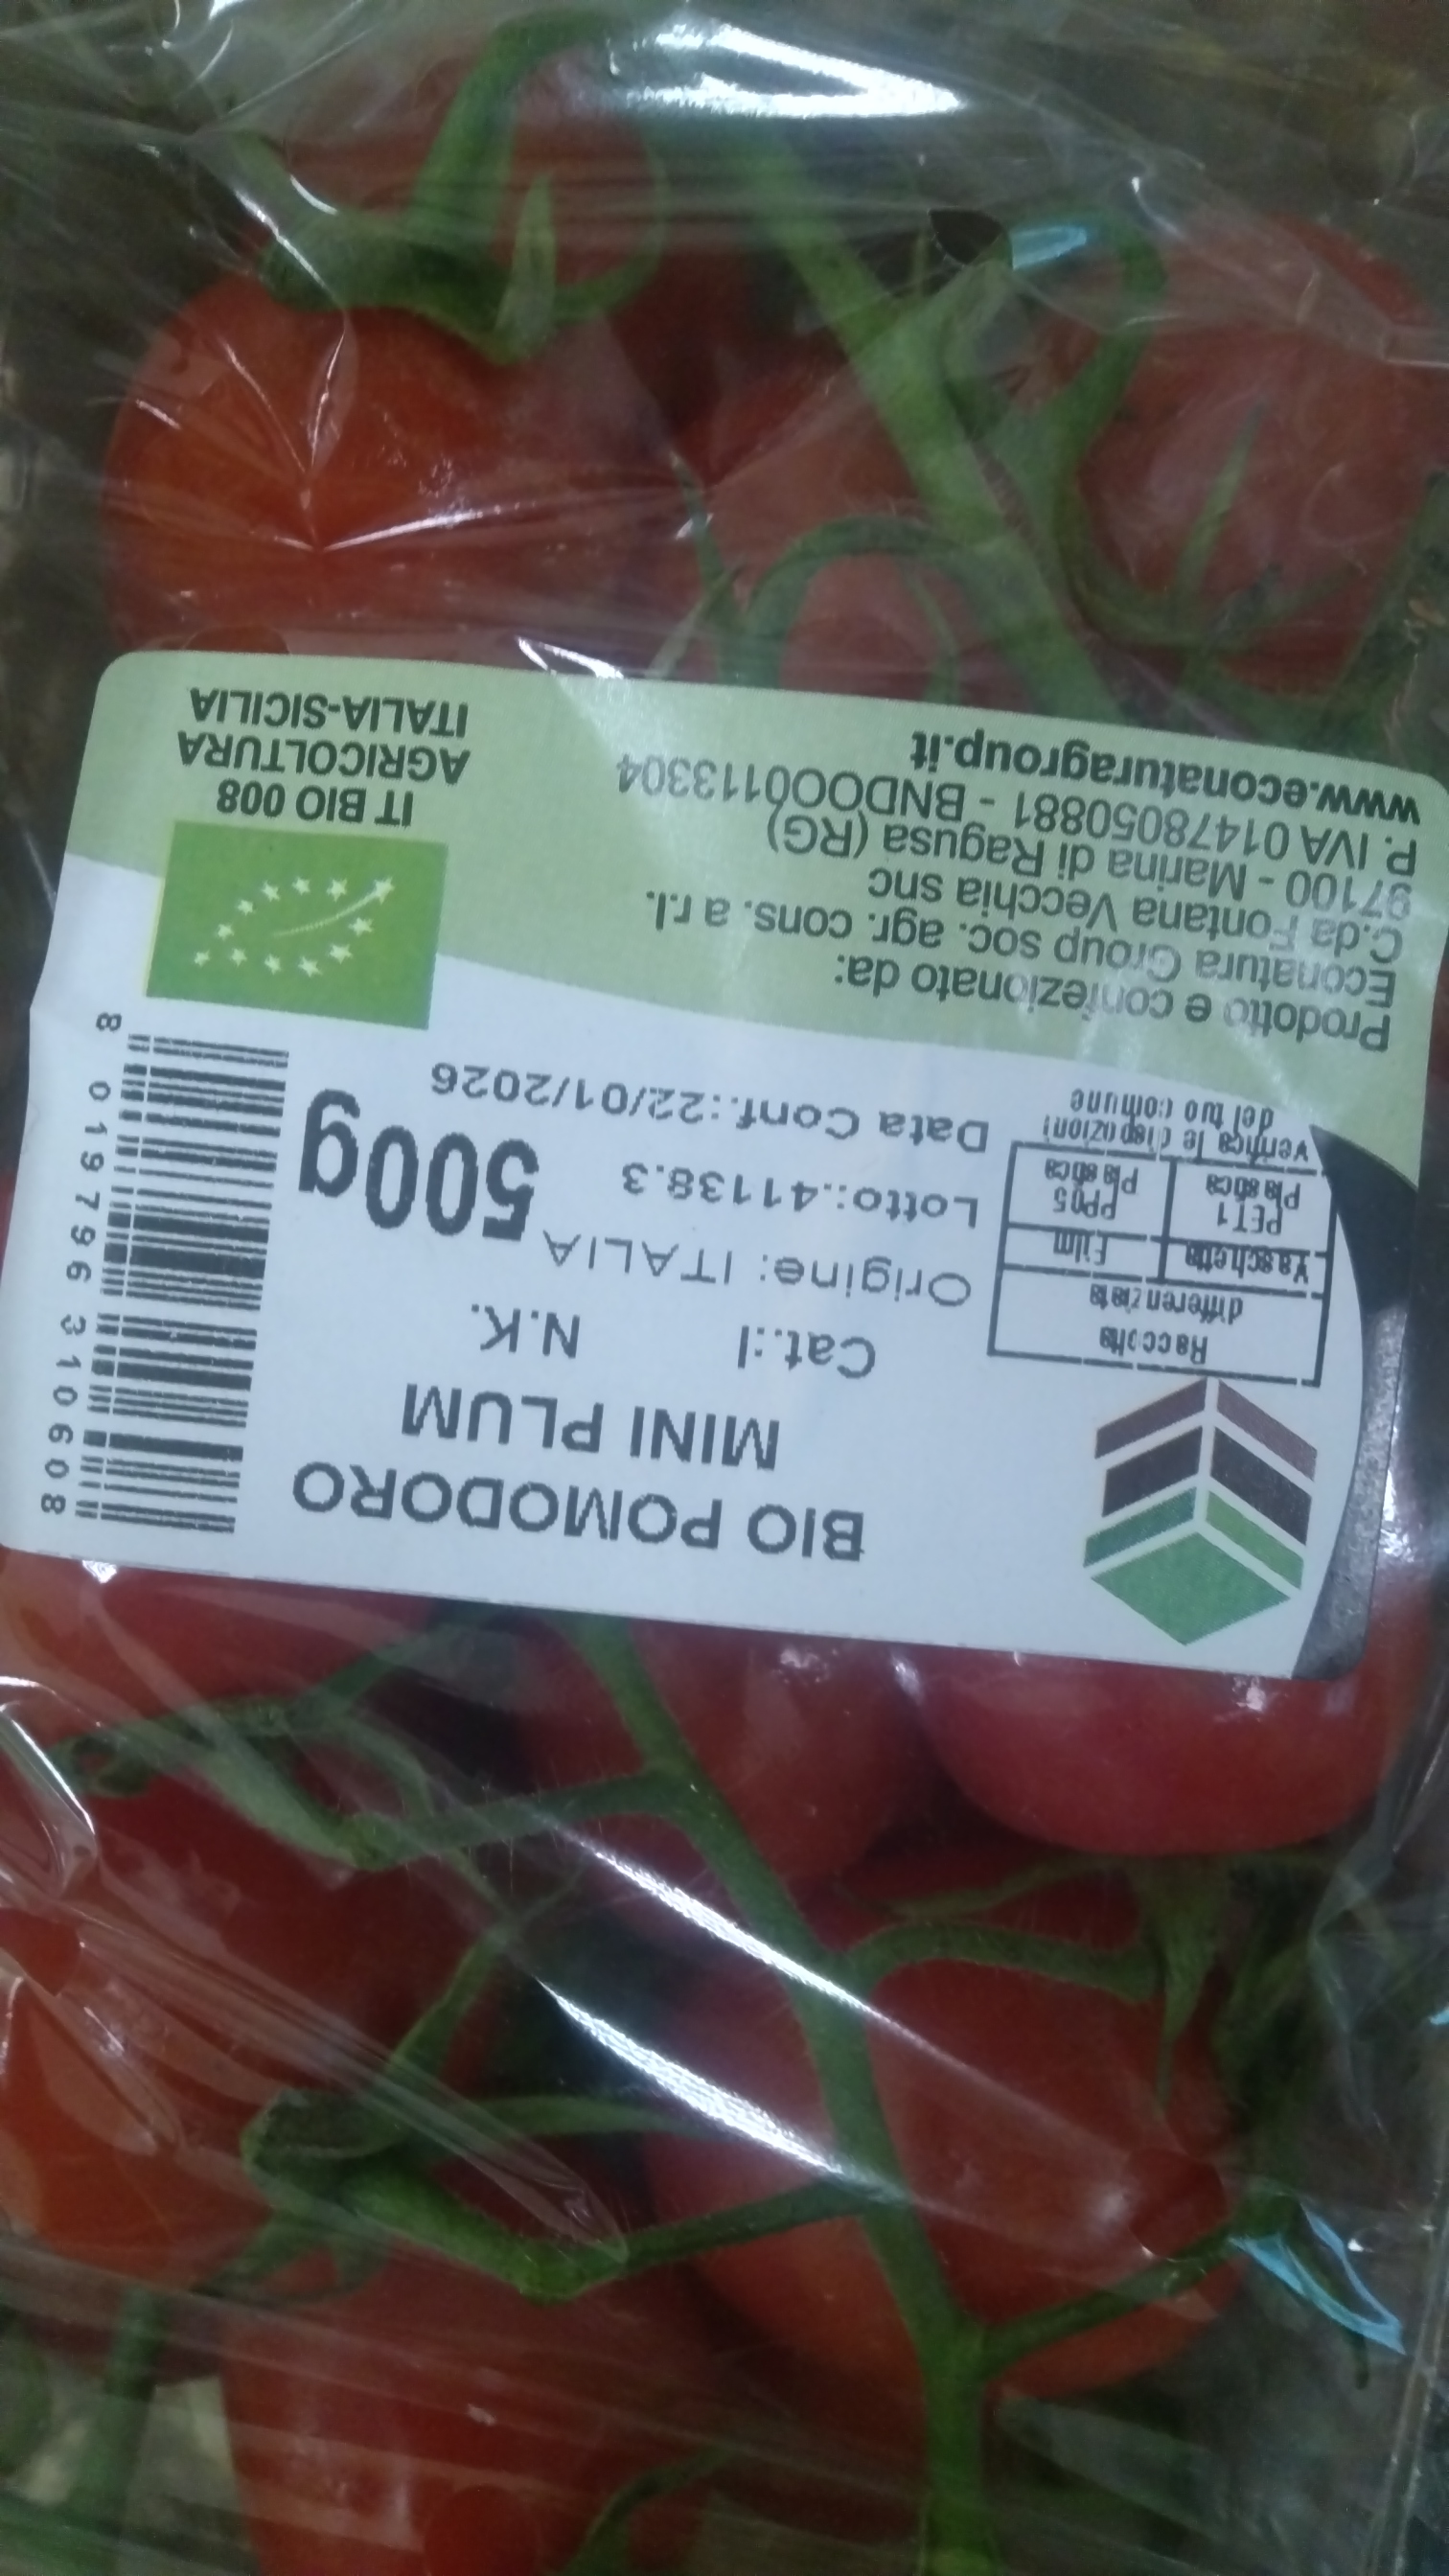 BIO POMODORO
MINI PLUM
Cat.:I N.K.
Origine: ITALIA
Lotto:.41138.3
500g
Data Conf.:22/01/2026
Raccolta
differenziata
Vaschetta Film
PET1 PP05
Plastica Plastica
verifica le disposizioni
del tuo comune
8 019796 310608
Prodotto e confezionato da:
Econatura Group soc. agr. cons. a r.l.
C.da Fontana Vecchia snc
97100 - Marina di Ragusa (RG)
P. IVA 01478050881 - BNDOO0113304
www.econaturagroup.it
IT BIO 008
AGRICOLTURA
ITALIA-SICILIA